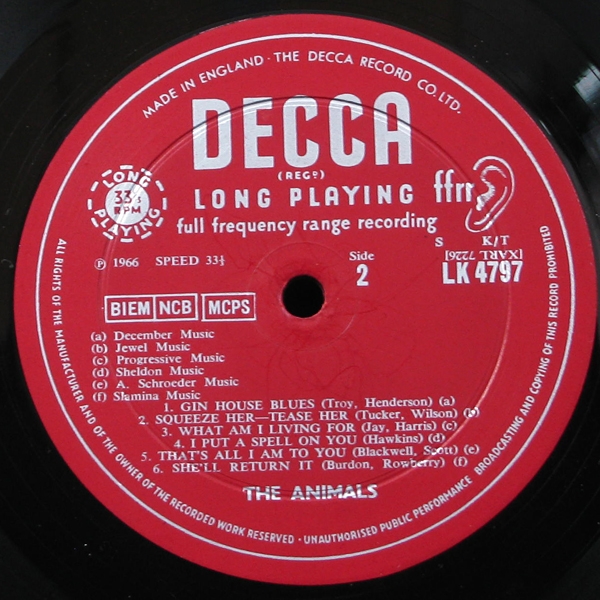 MADE IN ENGLAND · THE DECCA RECORD CO. LTD.
DECCA
(REGD)
LONG PLAYING
ffrr
full frequency range recording
LONG
33⅓
RPM
PLAYING
S K/T
℗ 1966 SPEED 33⅓
Side
2
[XARL 7226]
LK 4797
BIEM NCB MCPS
(a) December Music
(b) Jewel Music
(c) Progressive Music
(d) Sheldon Music
(e) A. Schroeder Music
(f) Slamina Music
1. GIN HOUSE BLUES (Troy, Henderson) (a)
2. SQUEEZE HER—TEASE HER (Tucker, Wilson) (b)
3. WHAT AM I LIVING FOR (Jay, Harris) (c)
4. I PUT A SPELL ON YOU (Hawkins) (d)
5. THAT'S ALL I AM TO YOU (Blackwell, Scott) (e)
6. SHE'LL RETURN IT (Burdon, Rowberry) (f)
THE ANIMALS
ALL RIGHTS OF THE MANUFACTURER AND OF THE OWNER OF THE RECORDED WORK RESERVED · UNAUTHORISED PUBLIC PERFORMANCE BROADCASTING AND COPYING OF THIS RECORD PROHIBITED